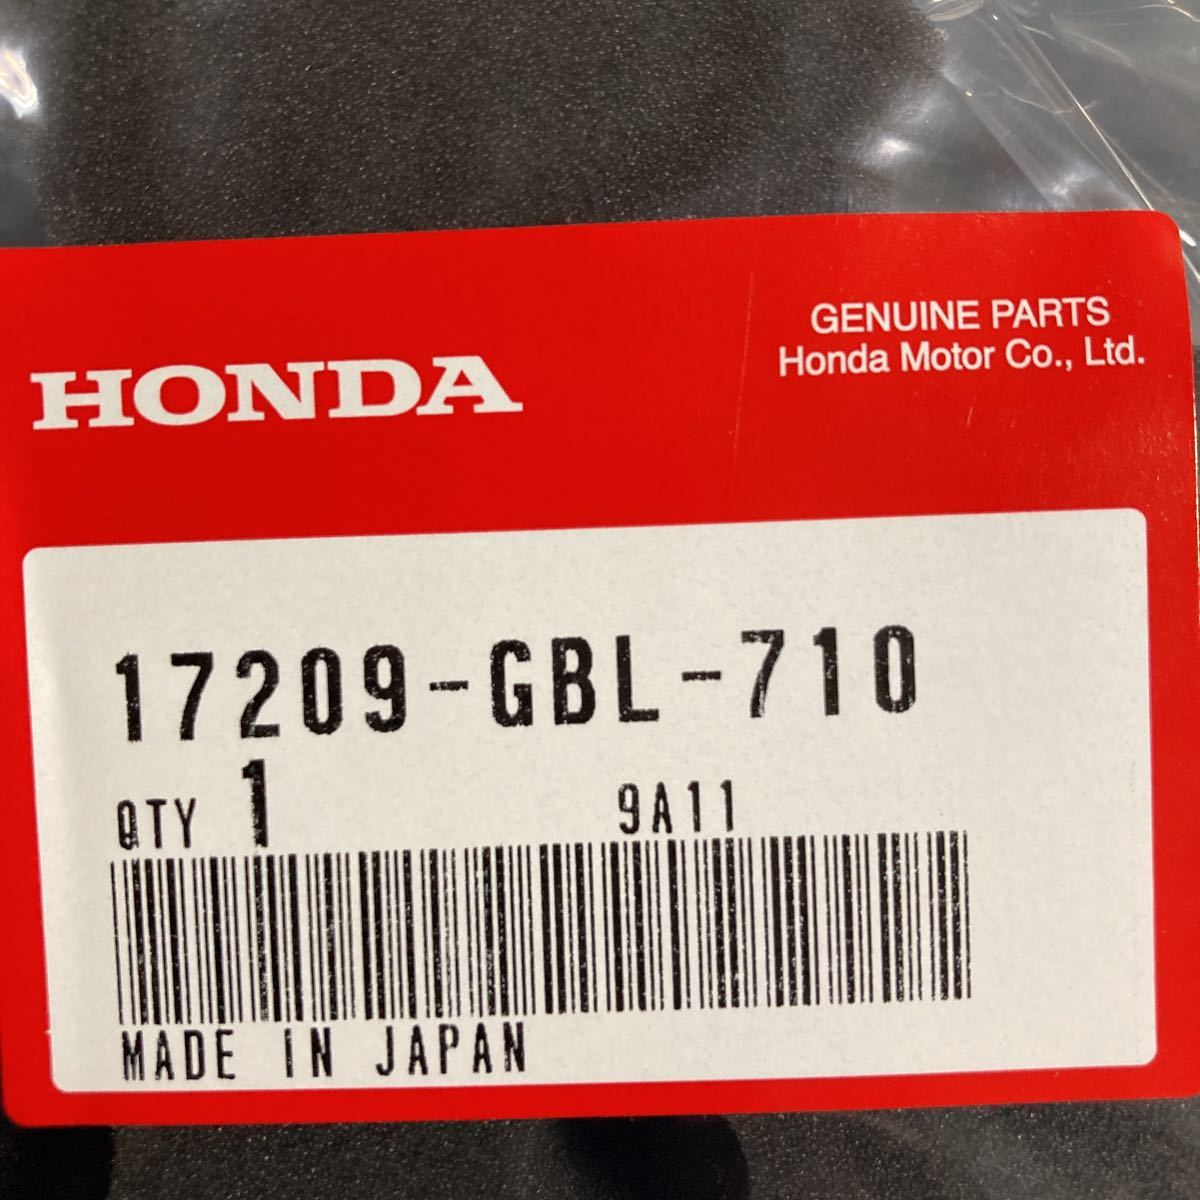 GENUINE PARTS
Honda Motor Co., Ltd.
HONDA
17209-GBL-710
QTY 1 9A11
MADE IN JAPAN